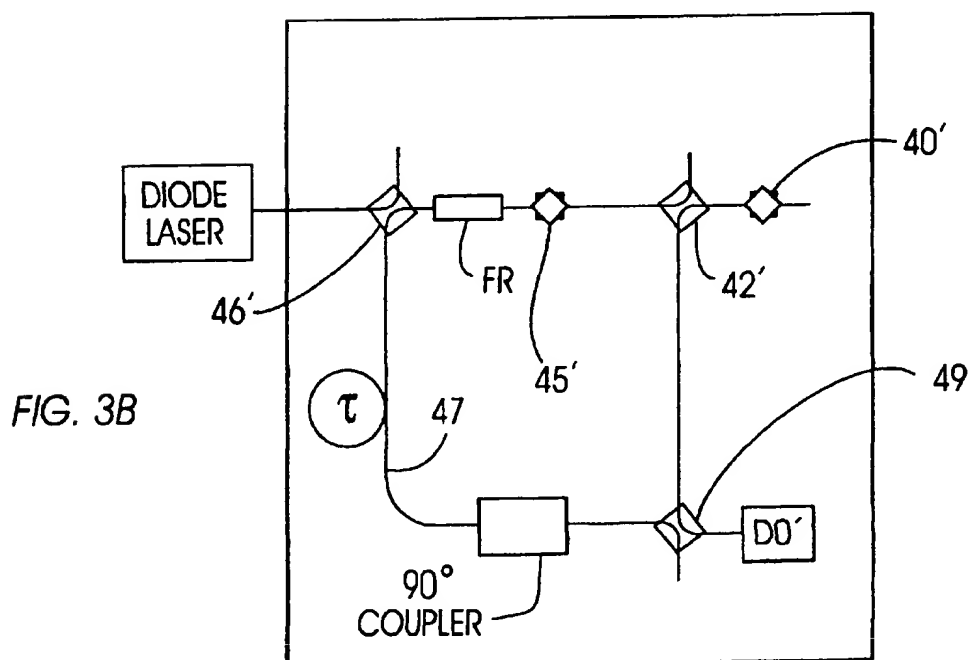 40′
DIODE
LASER
46′
FR
42′
45′
49
FIG. 3B
τ
47
DO′
90°
COUPLER